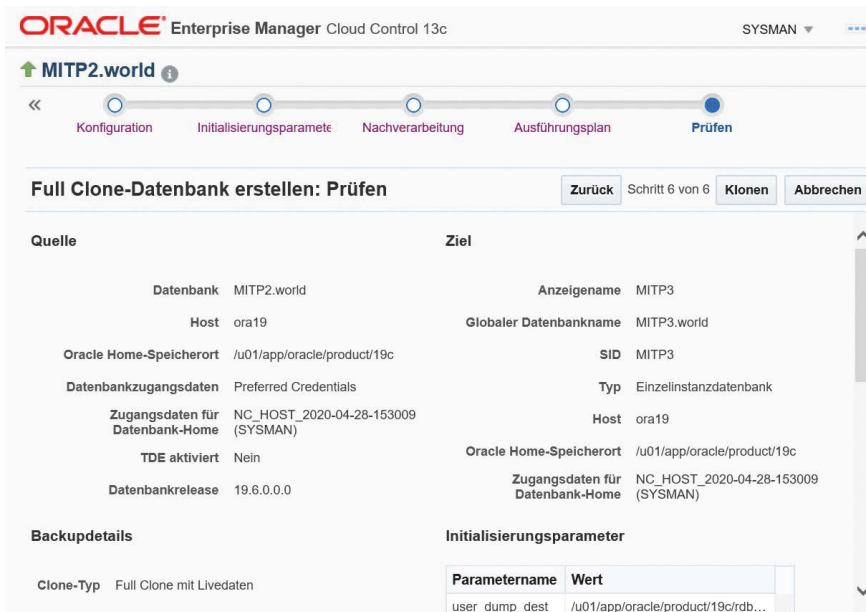 ORACLE Enterprise Manager Cloud Control 13c
SYSMAN
MITP2.world
Konfiguration
Initialisierungsparamete
Nachverarbeitung
Ausführungsplan
Prüfen
Full Clone-Datenbank erstellen: Prüfen
Zurück Schritt 6 von 6 Klonen Abbrechen
Quelle
Datenbank MITP2.world
Host ora19
Oracle Home-Speicherort /u01/app/oracle/product/19c
Datenbankzugangsdaten Preferred Credentials
Zugangsdaten für NC_HOST_2020-04-28-153009
Datenbank-Home (SYSMAN)
TDE aktiviert Nein
Datenbankrelease 19.6.0.0.0
Backupdetails
Clone-Typ Full Clone mit Livedaten
Ziel
Anzeigename MITP3
Globaler Datenbankname MITP3.world
SID MITP3
Typ Einzelinstanzdatenbank
Host ora19
Oracle Home-Speicherort /u01/app/oracle/product/19c
Zugangsdaten für NC_HOST_2020-04-28-153009
Datenbank-Home (SYSMAN)
Initialisierungsparameter
Parametername Wert
user_dump_dest /u01/app/oracle/product/19c/rdb...